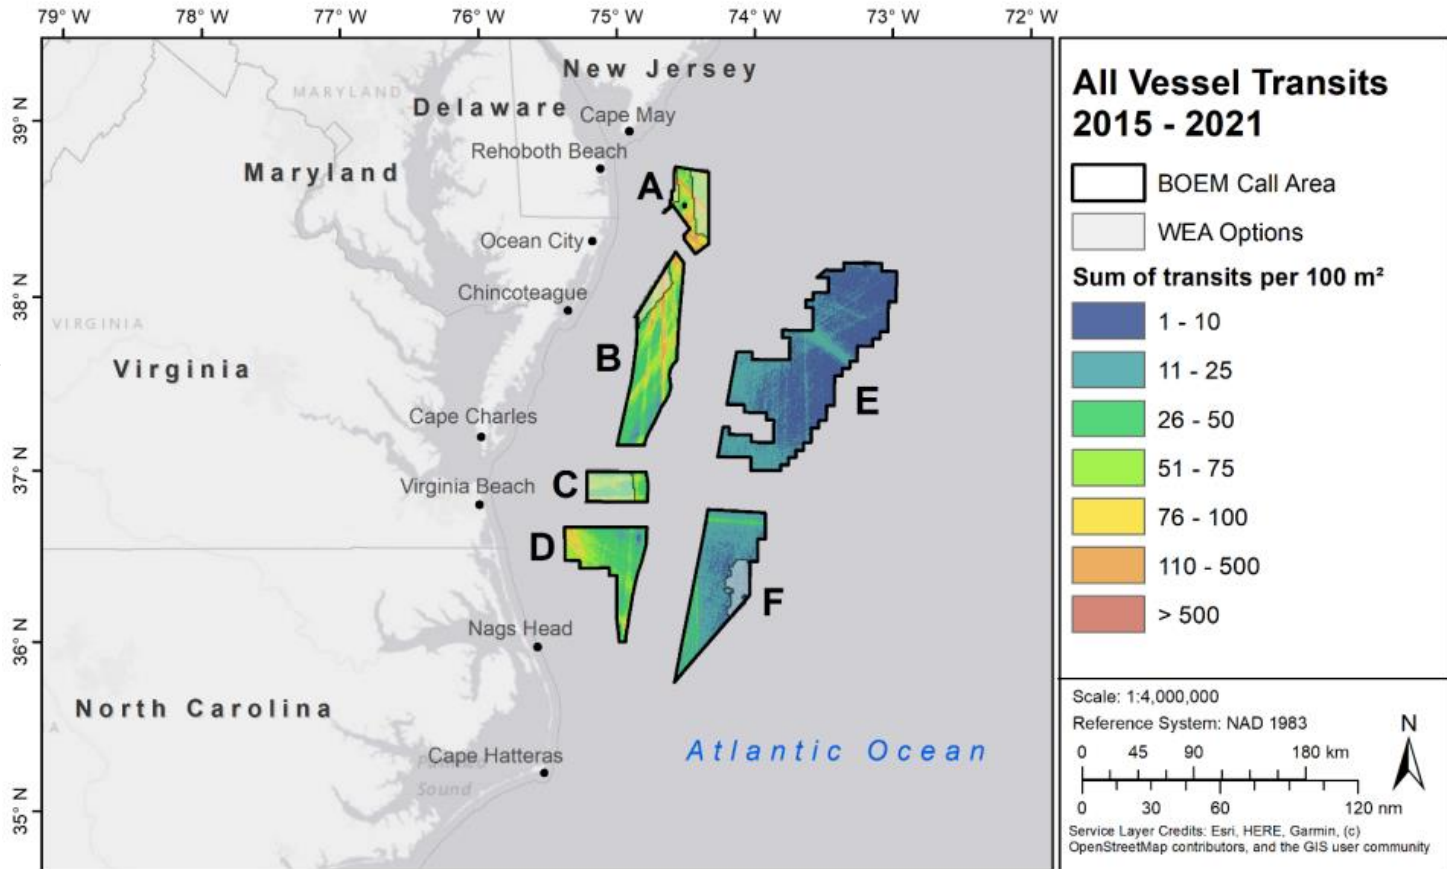 79° W 78° W 77° W 76° W 75° W 74° W 73° W 72° W
39° N
38° N
37° N
36° N
35° N
New Jersey
MARYLAND
Delaware
Cape May
Rehoboth Beach
Maryland
A
Ocean City
Chincoteague
VIRGINIA
B
Virginia
E
Cape Charles
C
Virginia Beach
D
F
Nags Head
North Carolina
A
Atlantic Ocean
Cape Hatteras
Sound
All Vessel Transits
2015 - 2021
BOEM Call Area
WEA Options
Sum of transits per 100 m²
1 - 10
11 - 25
26 - 50
51 - 75
76 - 100
110 - 500
> 500
Scale: 1:4,000,000
Reference System: NAD 1983
N
0 45 90 180 km
0 30 60 120 nm
Service Layer Credits: Esri, HERE, Garmin, (c)
OpenStreetMap contributors, and the GIS user community